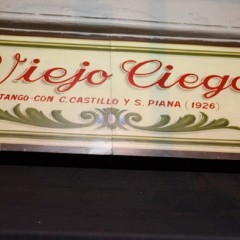 Viejo Ciego
TANGO-CON C. CASTILLO Y S. PIANA (1926)